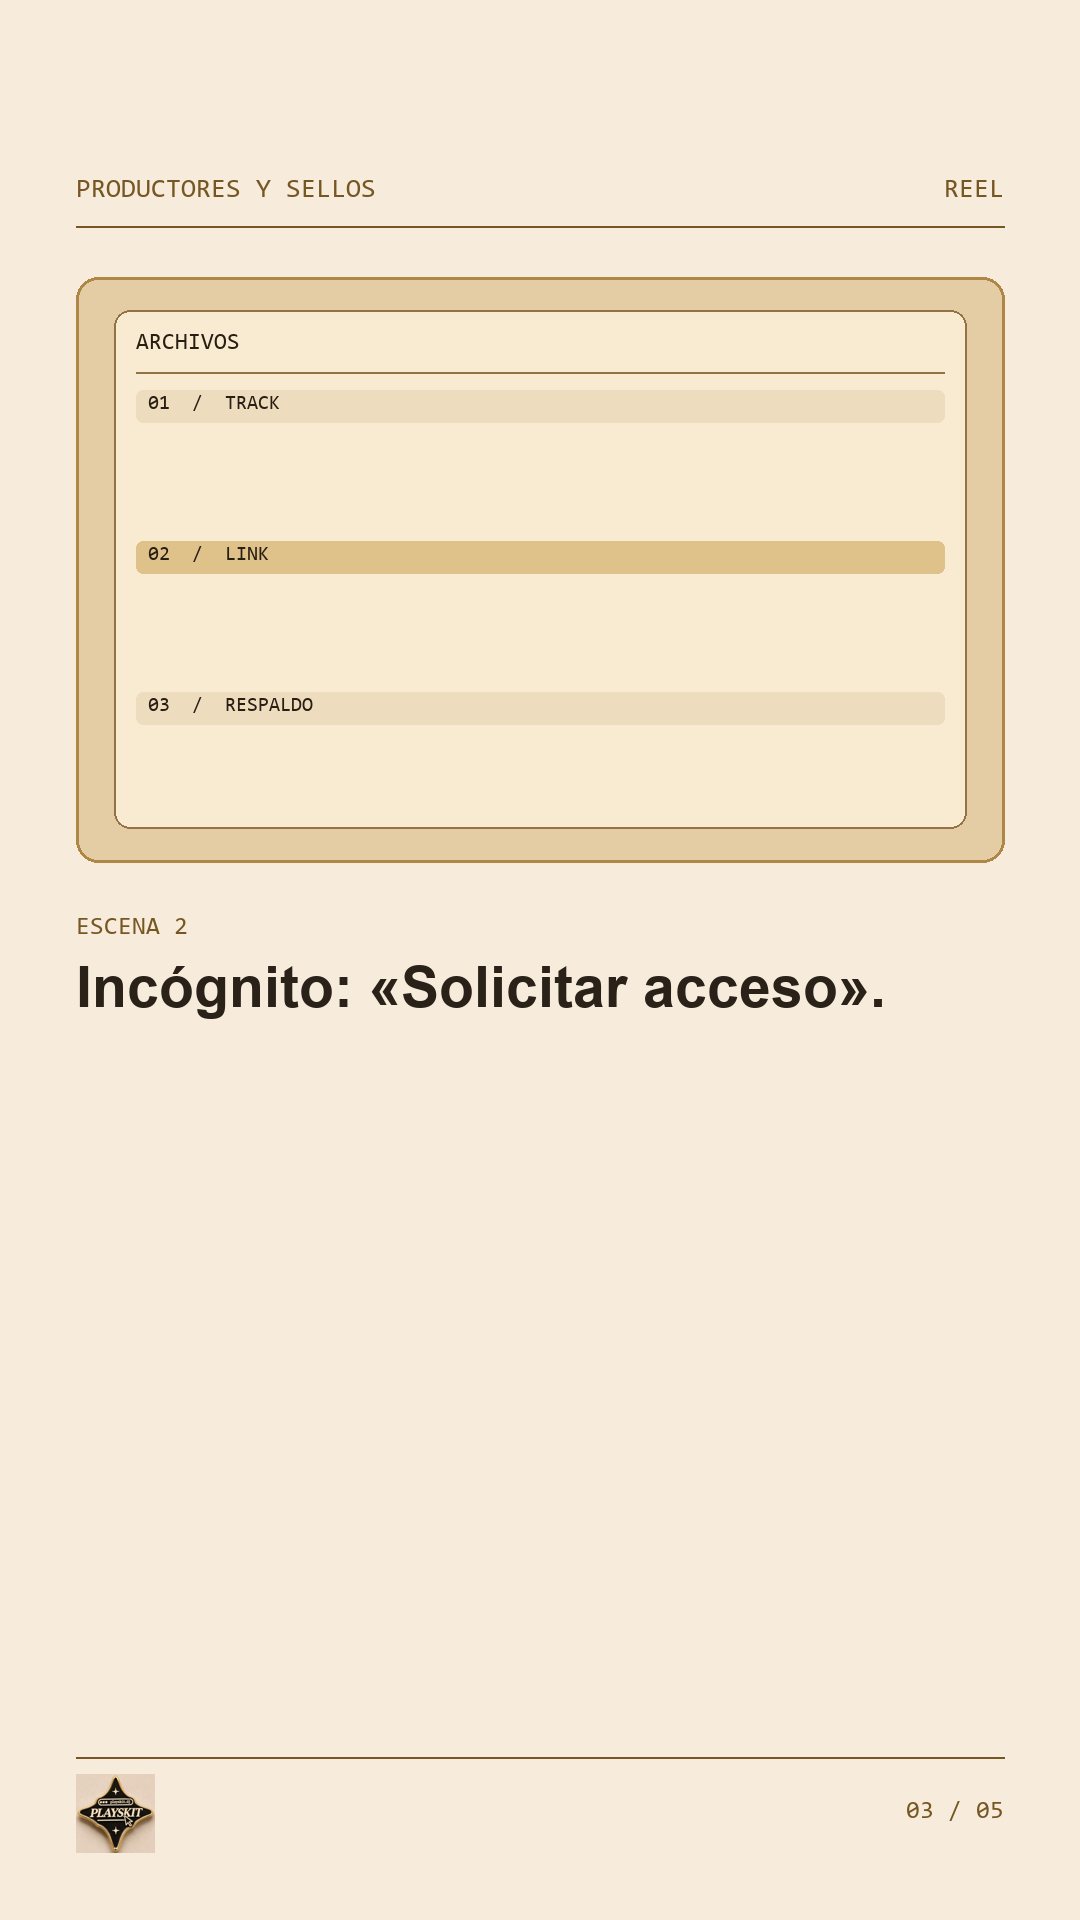 PRODUCTORES Y SELLOS
REEL
ARCHIVOS
01 / TRACK
02 / LINK
03 / RESPALDO
ESCENA 2
Incógnito: «Solicitar acceso».
PLAYSKIT
03 / 05